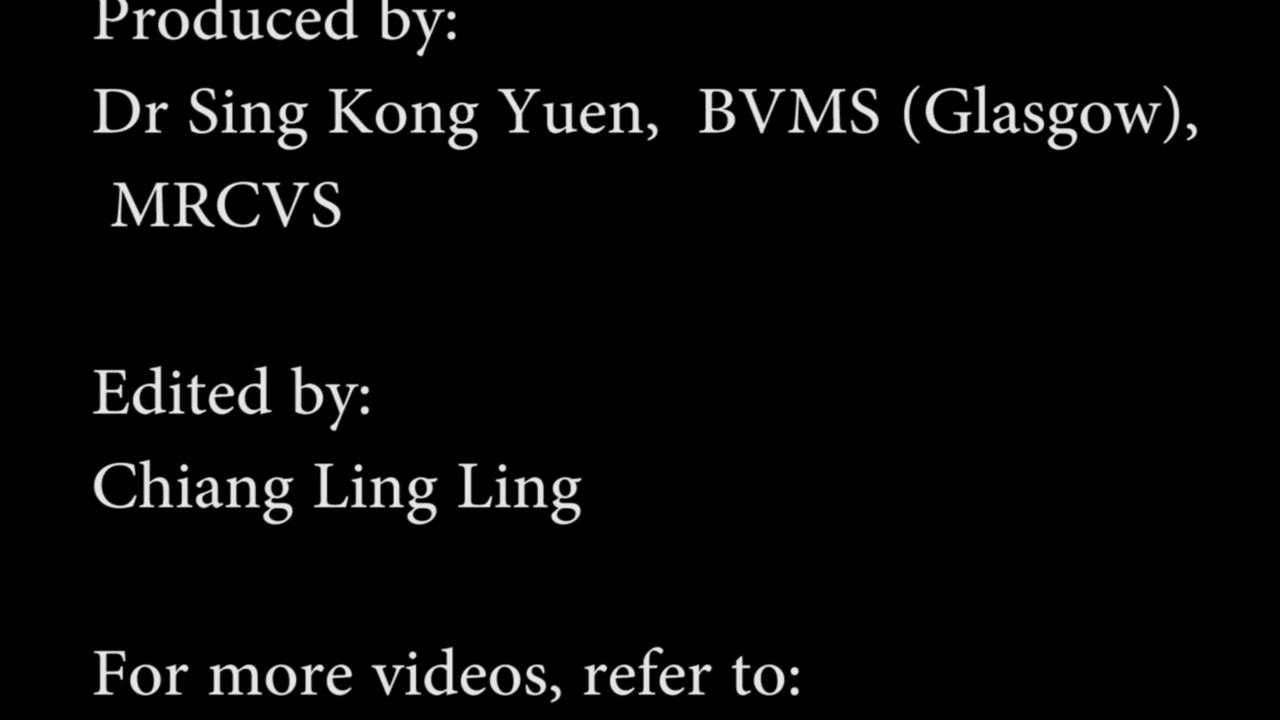 Produced by:
Dr Sing Kong Yuen, BVMS (Glasgow),
MRCVS
Edited by:
Chiang Ling Ling
For more videos, refer to: